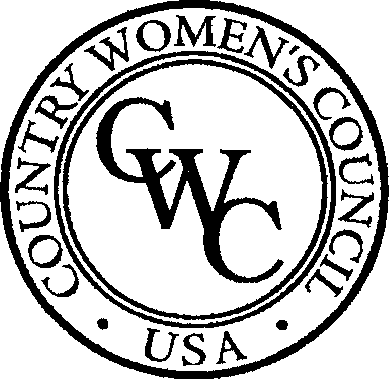 COUNTRY WOMEN'S COUNCIL
CWC
• USA •